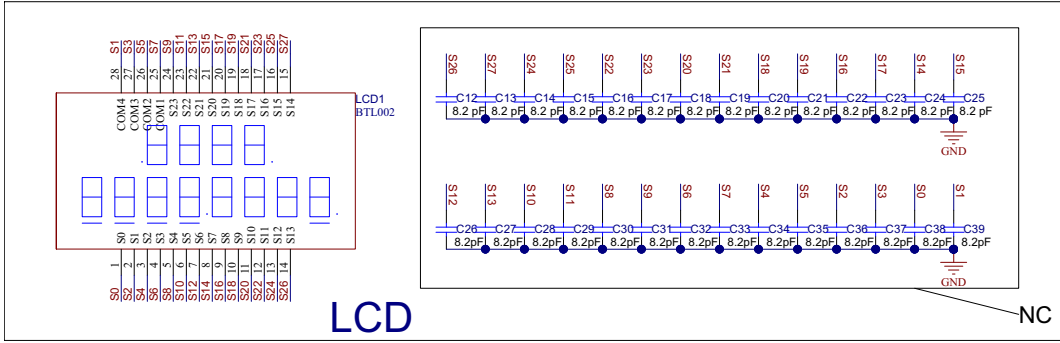 S1 S3 S5 S7 S9 S11 S13 S15 S17 S19 S21 S23 S25 S27
28 27 26 25 24 23 22 21 20 19 18 17 16 15
COM4 COM3 COM2 COM1 S23 S22 S21 S20 S19 S18 S17 S16 S15 S14
LCD1
BTL002
S0 S1 S2 S3 S4 S5 S6 S7 S8 S9 S10 S11 S12 S13
1 2 3 4 5 6 7 8 9 10 11 12 13 14
S0 S2 S4 S6 S8 S10 S12 S14 S16 S18 S20 S22 S24 S26
LCD
S26 S27 S24 S25 S22 S23 S20 S21 S18 S19 S16 S17 S14 S15
C12 C13 C14 C15 C16 C17 C18 C19 C20 C21 C22 C23 C24 C25
8.2 pF 8.2 pF 8.2 pF 8.2 pF 8.2 pF 8.2 pF 8.2 pF 8.2 pF 8.2 pF 8.2 pF 8.2 pF 8.2 pF 8.2 pF 8.2 pF
GND
S12 S13 S10 S11 S8 S9 S6 S7 S4 S5 S2 S3 S0 S1
C26 C27 C28 C29 C30 C31 C32 C33 C34 C35 C36 C37 C38 C39
8.2pF 8.2pF 8.2pF 8.2pF 8.2pF 8.2pF 8.2pF 8.2pF 8.2pF 8.2pF 8.2pF 8.2pF 8.2pF 8.2pF
GND
NC